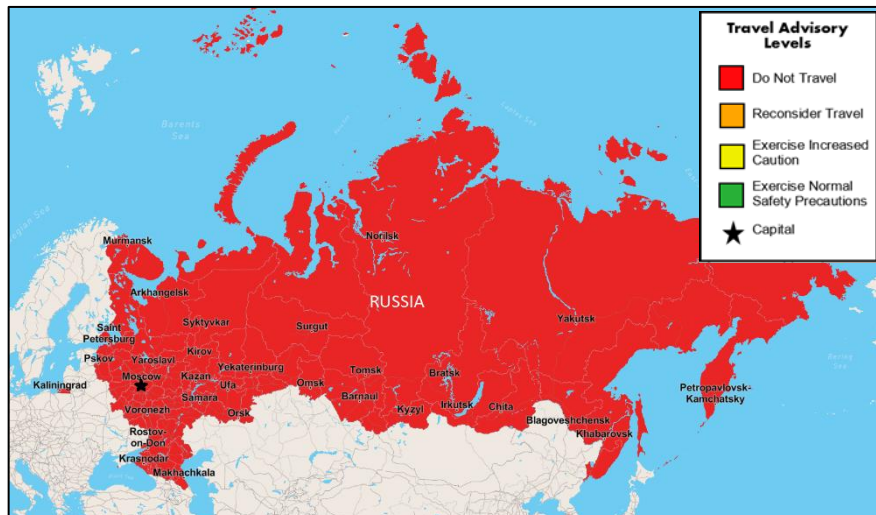 Travel Advisory
Levels
Do Not Travel
Reconsider Travel
Exercise Increased
Caution
Exercise Normal
Safety Precautions
Capital
Barents
Sea
Murmansk
Norilsk
Arkhangelsk
RUSSIA
Syktyvkar
Surgut
Yakutsk
Saint
Petersburg
Pskov
Yaroslavl
Kirov
Yekaterinburg
Tomsk
Bratsk
Moscow
Kazan
Ufa
Omsk
Kaliningrad
Samara
Barnaul
Kyzyl
Irkutsk
Chita
Petropavlovsk-
Kamchatsky
Voronezh
Orsk
Blagoveshchensk
Khabarovsk
Rostov-
on-Don
Krasnodar
Makhachkala
Bering
Sea